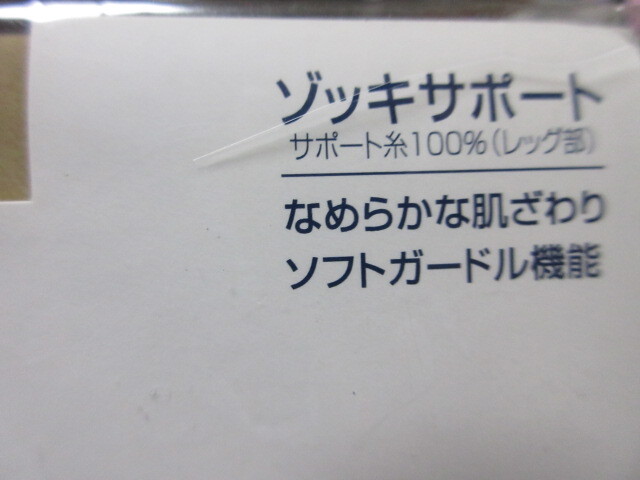 ゾッキサポート
サポート糸100%(レッグ部)
なめらかな肌ざわり
ソフトガードル機能